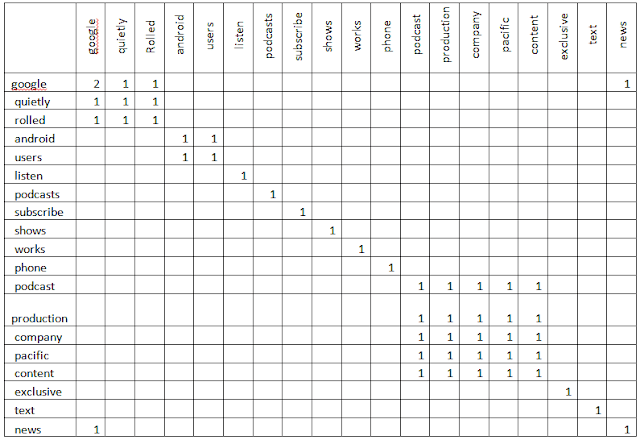 google quietly Rolled android users listen podcasts subscribe shows works phone podcast production company pacific content exclusive text news
google 2 1 1 1
quietly 1 1 1
rolled 1 1 1
android 1 1
users 1 1
listen 1
podcasts 1
subscribe 1
shows 1
works 1
phone 1
podcast 1 1 1 1 1
production 1 1 1 1 1
company 1 1 1 1 1
pacific 1 1 1 1 1
content 1 1 1 1 1
exclusive 1
text 1
news 1 1